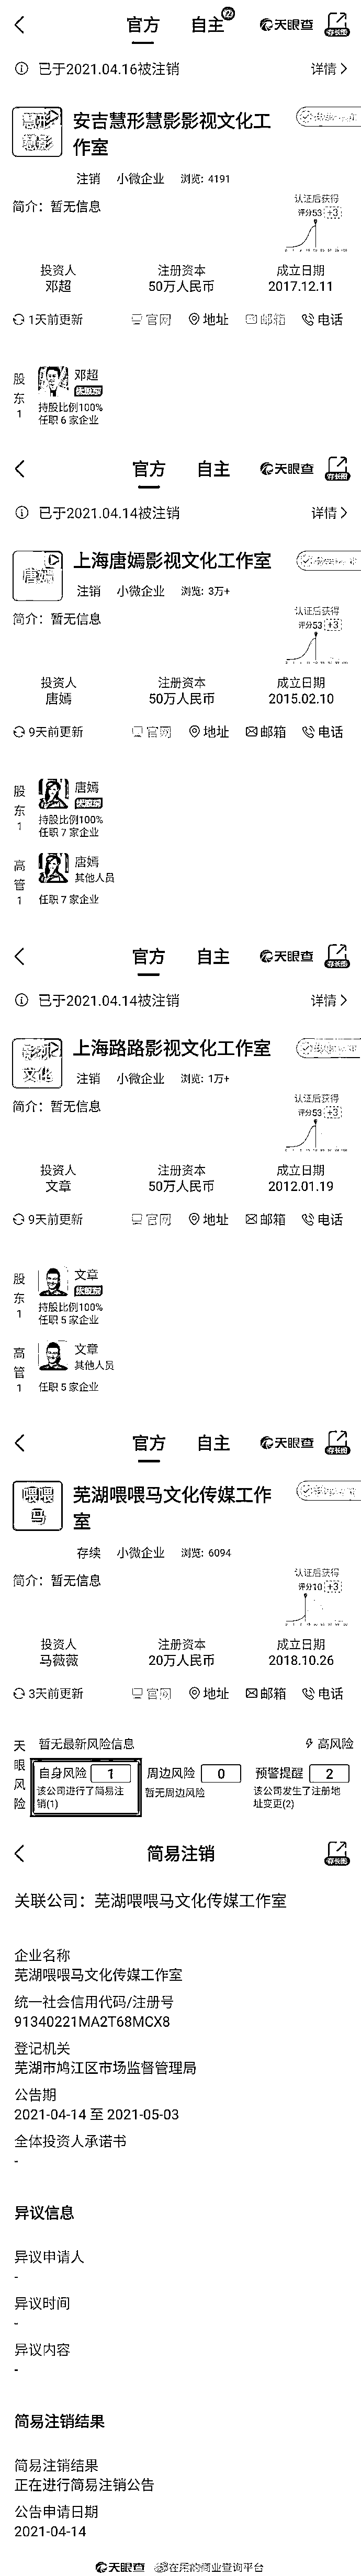 官方 自主 天眼查 存长图
已于2021.04.16被注销 详情
慧形
慧影
安吉慧形慧影影视文化工
作室
注销 小微企业 浏览: 4191
简介: 暂无信息
认证后获得
评分53 +3
投资人 注册资本 成立日期
邓超 50万人民币 2017.12.11
1天前更新 官网 地址 邮箱 电话
股东1
邓超
大股东
持股比例100%
任职 6 家企业
官方 自主 天眼查 存长图
已于2021.04.14被注销 详情
唐嫣
上海唐嫣影视文化工作室
注销 小微企业 浏览: 3万+
简介: 暂无信息
认证后获得
评分53 +3
投资人 注册资本 成立日期
唐嫣 50万人民币 2015.02.10
9天前更新 官网 地址 邮箱 电话
股东1
唐嫣
大股东
持股比例100%
任职 7 家企业
高管1
唐嫣
其他人员
任职 7 家企业
官方 自主 天眼查 存长图
已于2021.04.14被注销 详情
文化
上海路路影视文化工作室
注销 小微企业 浏览: 1万+
简介: 暂无信息
认证后获得
评分53 +3
投资人 注册资本 成立日期
文章 50万人民币 2012.01.19
9天前更新 官网 地址 邮箱 电话
股东1
文章
大股东
持股比例100%
任职 5 家企业
高管1
文章
其他人员
任职 5 家企业
官方 自主 天眼查 存长图
喂喂
马
芜湖喂喂马文化传媒工作
室
存续 小微企业 浏览: 6094
简介: 暂无信息
认证后获得
评分10 +3
投资人 注册资本 成立日期
马薇薇 20万人民币 2018.10.26
3天前更新 官网 地址 邮箱 电话
天眼风险
暂无最新风险信息 高风险
自身风险 1 周边风险 0 预警提醒 2
该公司进行了简易注销(1) 暂无周边风险 该公司发生了注册地址变更(2)
简易注销 存长图
关联公司: 芜湖喂喂马文化传媒工作室
企业名称
芜湖喂喂马文化传媒工作室
统一社会信用代码/注册号
91340221MA2T68MCX8
登记机关
芜湖市鸠江区市场监督管理局
公告期
2021-04-14 至 2021-05-03
全体投资人承诺书
-
异议信息
异议申请人
-
异议时间
-
异议内容
-
简易注销结果
简易注销结果
正在进行简易注销公告
公告申请日期
2021-04-14
天眼查 都在用的商业查询平台